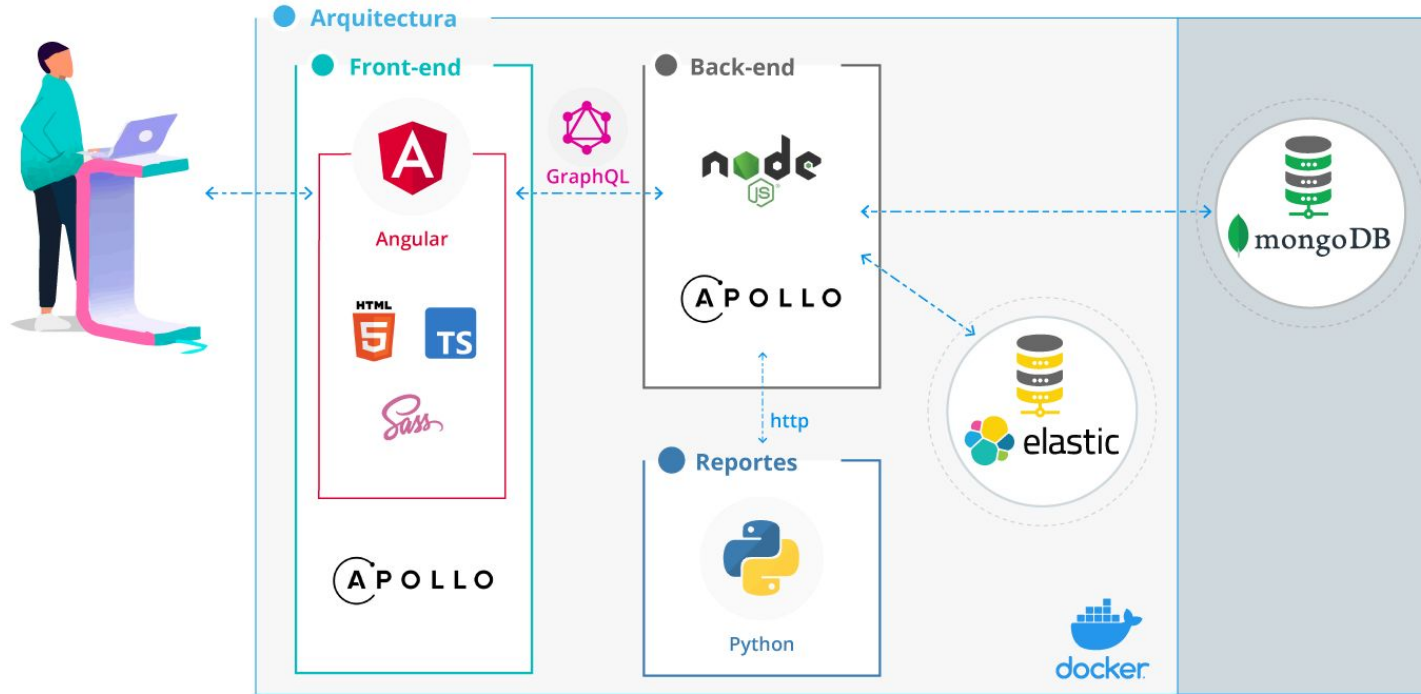 Arquitectura
Front-end
Back-end
GraphQL
node
JS
Angular
mongoDB
HTML
5
TS
APOLLO
Sass
http
elastic
Reportes
APOLLO
Python
docker